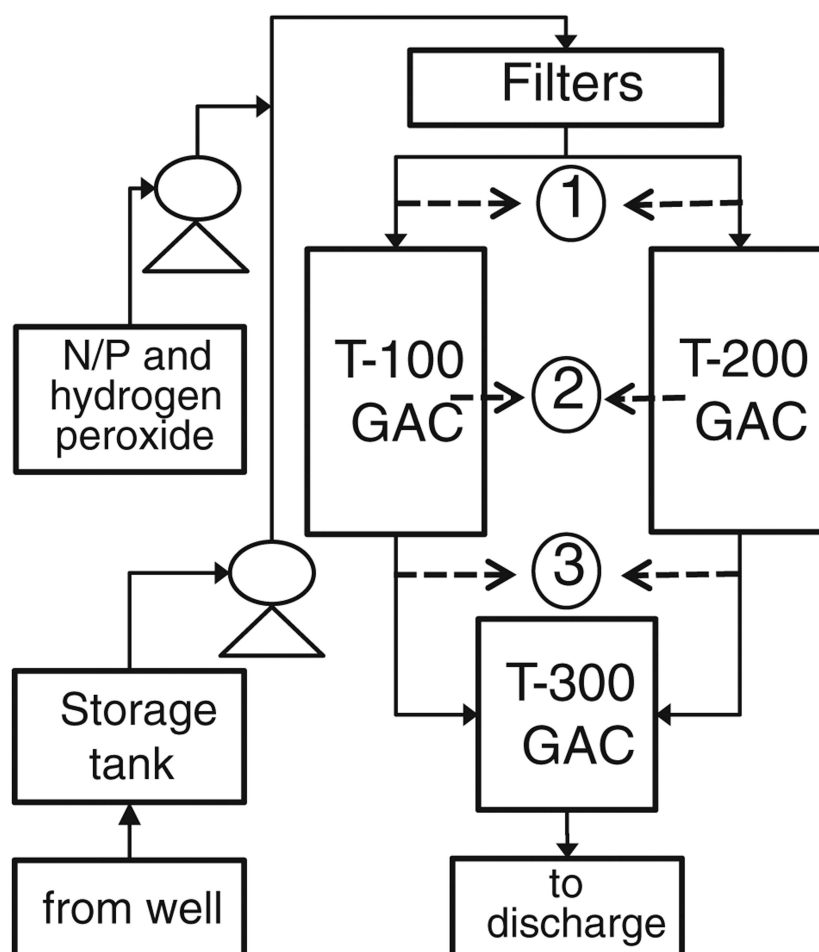 Filters
1
N/P and
hydrogen
peroxide
T-100
GAC
2
T-200
GAC
3
Storage
tank
T-300
GAC
from well
to
discharge